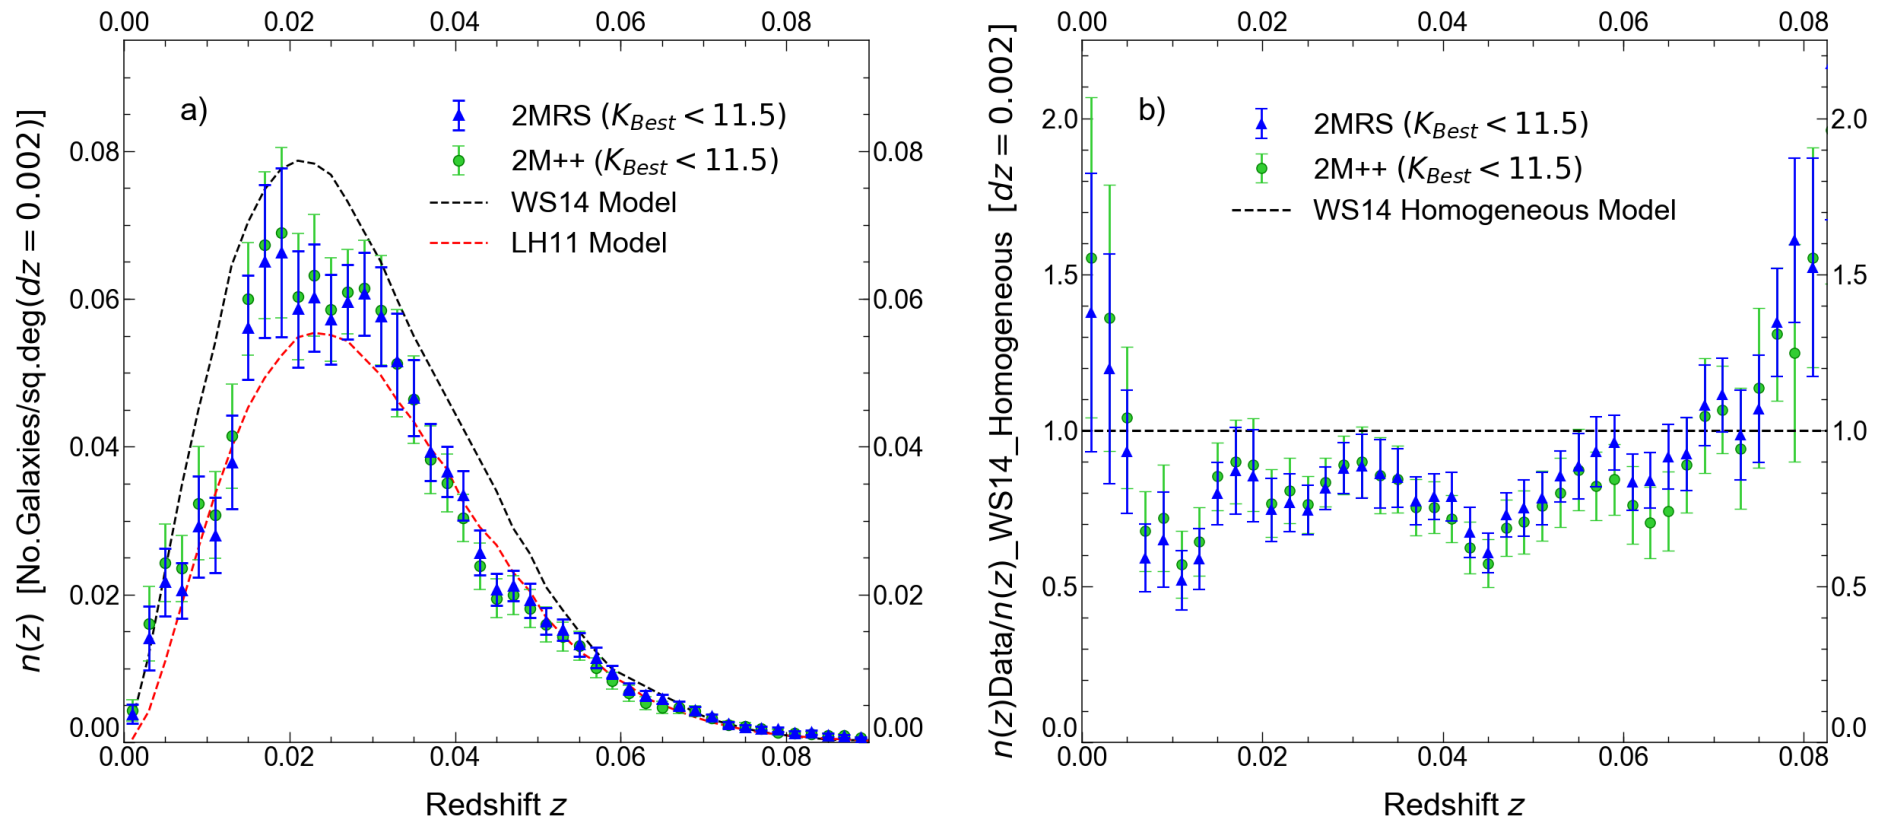 0.00 0.02 0.04 0.06 0.08
a)
2MRS (K_Best < 11.5)
2M++ (K_Best < 11.5)
WS14 Model
LH11 Model
n(z) [No.Galaxies/sq.deg(dz = 0.002)]
0.08 0.08
0.06 0.06
0.04 0.04
0.02 0.02
0.00 0.00
0.00 0.02 0.04 0.06 0.08
Redshift z
0.00 0.02 0.04 0.06 0.08
b)
2MRS (K_Best < 11.5)
2M++ (K_Best < 11.5)
WS14 Homogeneous Model
n(z)Data/n(z)_WS14_Homogeneous [dz = 0.002]
2.0 2.0
1.5 1.5
1.0 1.0
0.5 0.5
0.0 0.0
0.00 0.02 0.04 0.06 0.08
Redshift z